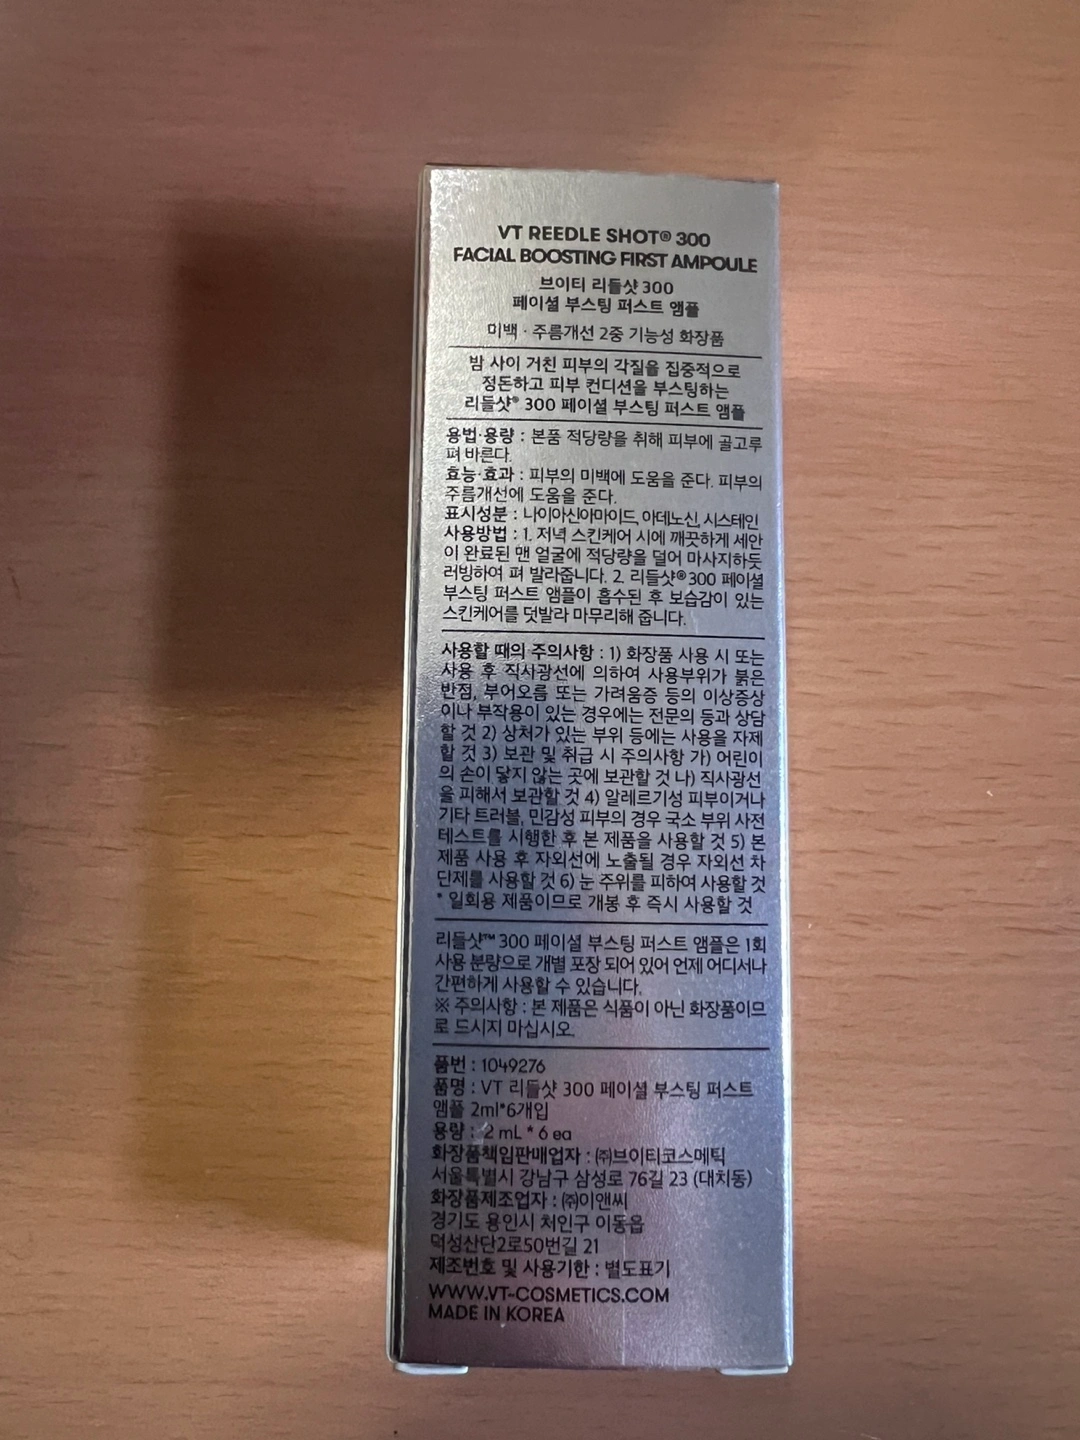 VT REEDLE SHOT® 300
FACIAL BOOSTING FIRST AMPOULE
브이티 리들샷 300
페이셜 부스팅 퍼스트 앰플
미백 · 주름개선 2중 기능성 화장품
밤 사이 거친 피부의 각질을 집중적으로
정돈하고 피부 컨디션을 부스팅하는
리들샷® 300 페이셜 부스팅 퍼스트 앰플
용법·용량 : 본품 적당량을 취해 피부에 골고루
펴 바른다.
효능·효과 : 피부의 미백에 도움을 준다. 피부의
주름개선에 도움을 준다.
표시성분 : 나이아신아마이드, 아데노신, 시스테인
사용방법 : 1. 저녁 스킨케어 시에 깨끗하게 세안
이 완료된 맨 얼굴에 적당량을 덜어 마사지하듯
러빙하여 펴 발라줍니다. 2. 리들샷®300 페이셜
부스팅 퍼스트 앰플이 흡수된 후 보습감이 있는
스킨케어를 덧발라 마무리해 줍니다.
사용할 때의 주의사항 : 1) 화장품 사용 시 또는
사용 후 직사광선에 의하여 사용부위가 붉은
반점, 부어오름 또는 가려움증 등의 이상증상
이나 부작용이 있는 경우에는 전문의 등과 상담
할 것 2) 상처가 있는 부위 등에는 사용을 자제
할 것 3) 보관 및 취급 시 주의사항 가) 어린이
의 손이 닿지 않는 곳에 보관할 것 나) 직사광선
을 피해서 보관할 것 4) 알레르기성 피부이거나
기타 트러블, 민감성 피부의 경우 국소 부위 사전
테스트를 시행한 후 본 제품을 사용할 것 5) 본
제품 사용 후 자외선에 노출될 경우 자외선 차
단제를 사용할 것 6) 눈 주위를 피하여 사용할 것
* 일회용 제품이므로 개봉 후 즉시 사용할 것
리들샷™ 300 페이셜 부스팅 퍼스트 앰플은 1회
사용 분량으로 개별 포장 되어 있어 언제 어디서나
간편하게 사용할 수 있습니다.
※ 주의사항 : 본 제품은 식품이 아닌 화장품이므
로 드시지 마십시오.
품번 : 1049276
품명 : VT 리들샷 300 페이셜 부스팅 퍼스트
앰플 2ml*6개입
용량 : 2 mL * 6 ea
화장품책임판매업자 : ㈜브이티코스메틱
서울특별시 강남구 삼성로 76길 23 (대치동)
화장품제조업자 : ㈜이앤씨
경기도 용인시 처인구 이동읍
덕성산단2로50번길 21
제조번호 및 사용기한 : 별도표기
WWW.VT-COSMETICS.COM
MADE IN KOREA